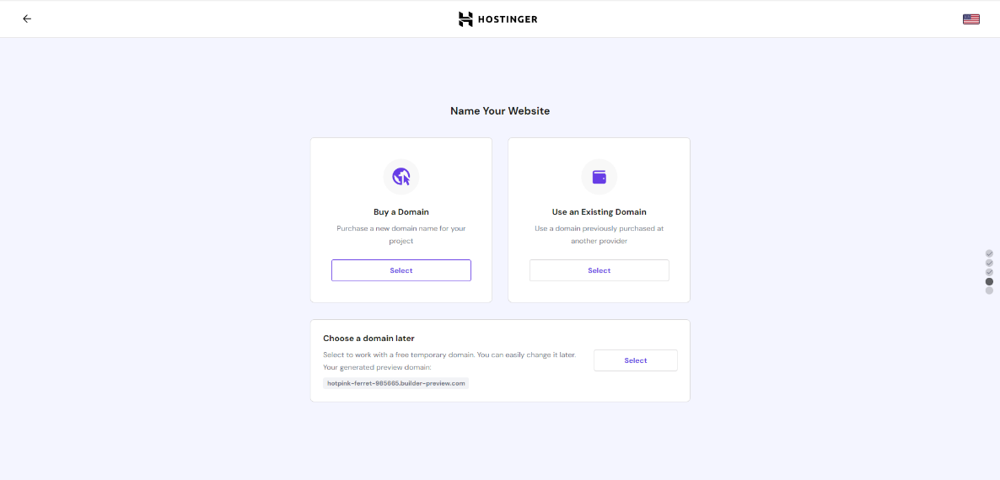 HOSTINGER
Name Your Website
Buy a Domain
Purchase a new domain name for your
project
Select
Use an Existing Domain
Use a domain previously purchased at
another provider
Select
Choose a domain later
Select to work with a free temporary domain. You can easily change it later.
Your generated preview domain:
hotpink-ferret-985665.builder-preview.com
Select